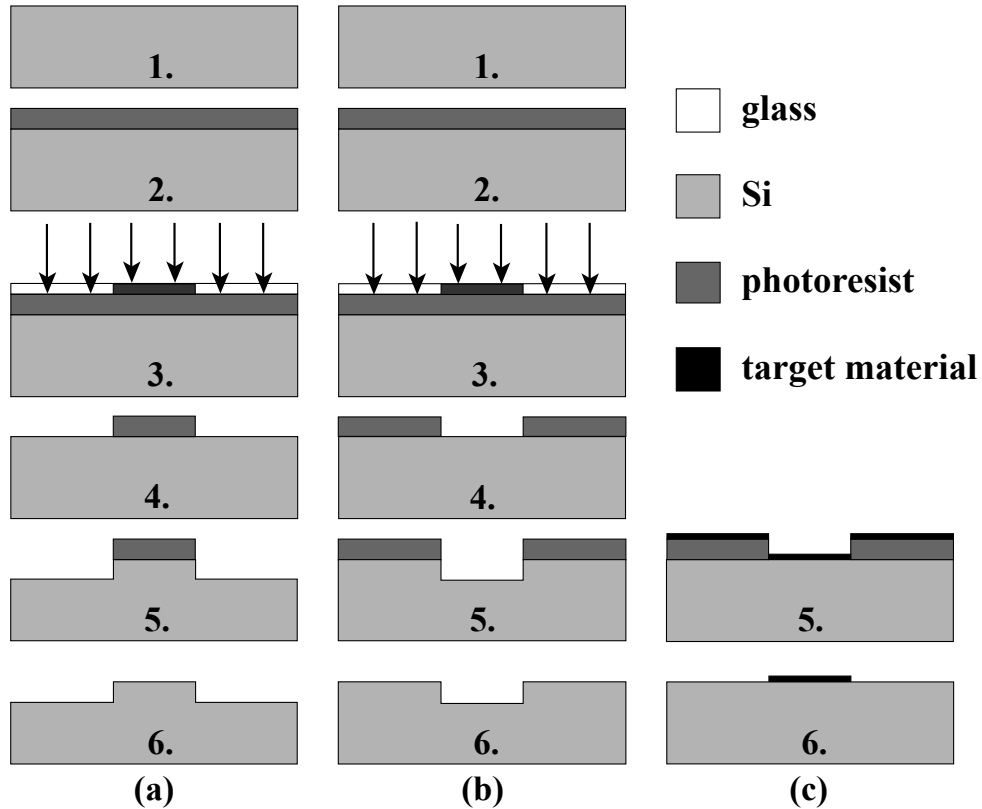 1.
1.
glass
2.
2.
Si
photoresist
3.
3.
target material
4.
4.
5.
5.
5.
6.
6.
6.
(a)
(b)
(c)